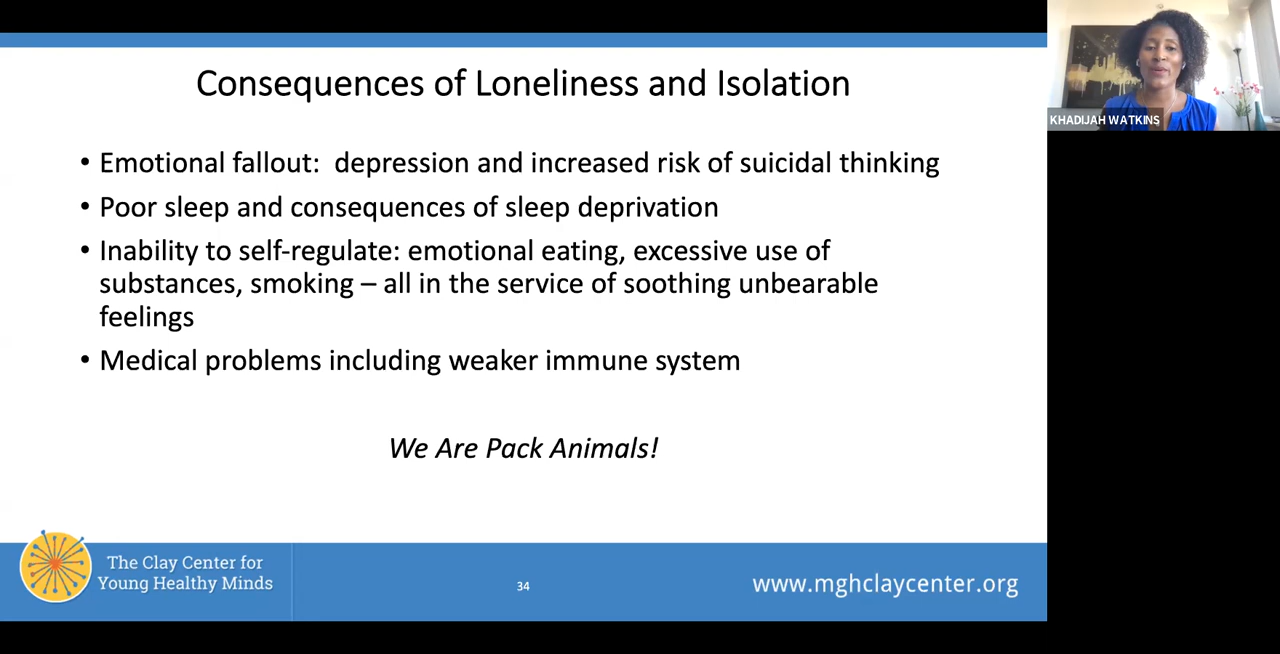 Consequences of Loneliness and Isolation
• Emotional fallout:  depression and increased risk of suicidal thinking
• Poor sleep and consequences of sleep deprivation
• Inability to self-regulate: emotional eating, excessive use of
substances, smoking – all in the service of soothing unbearable
feelings
• Medical problems including weaker immune system
We Are Pack Animals!
The Clay Center for
Young Healthy Minds
34
www.mghclaycenter.org
KHADIJAH WATKINS